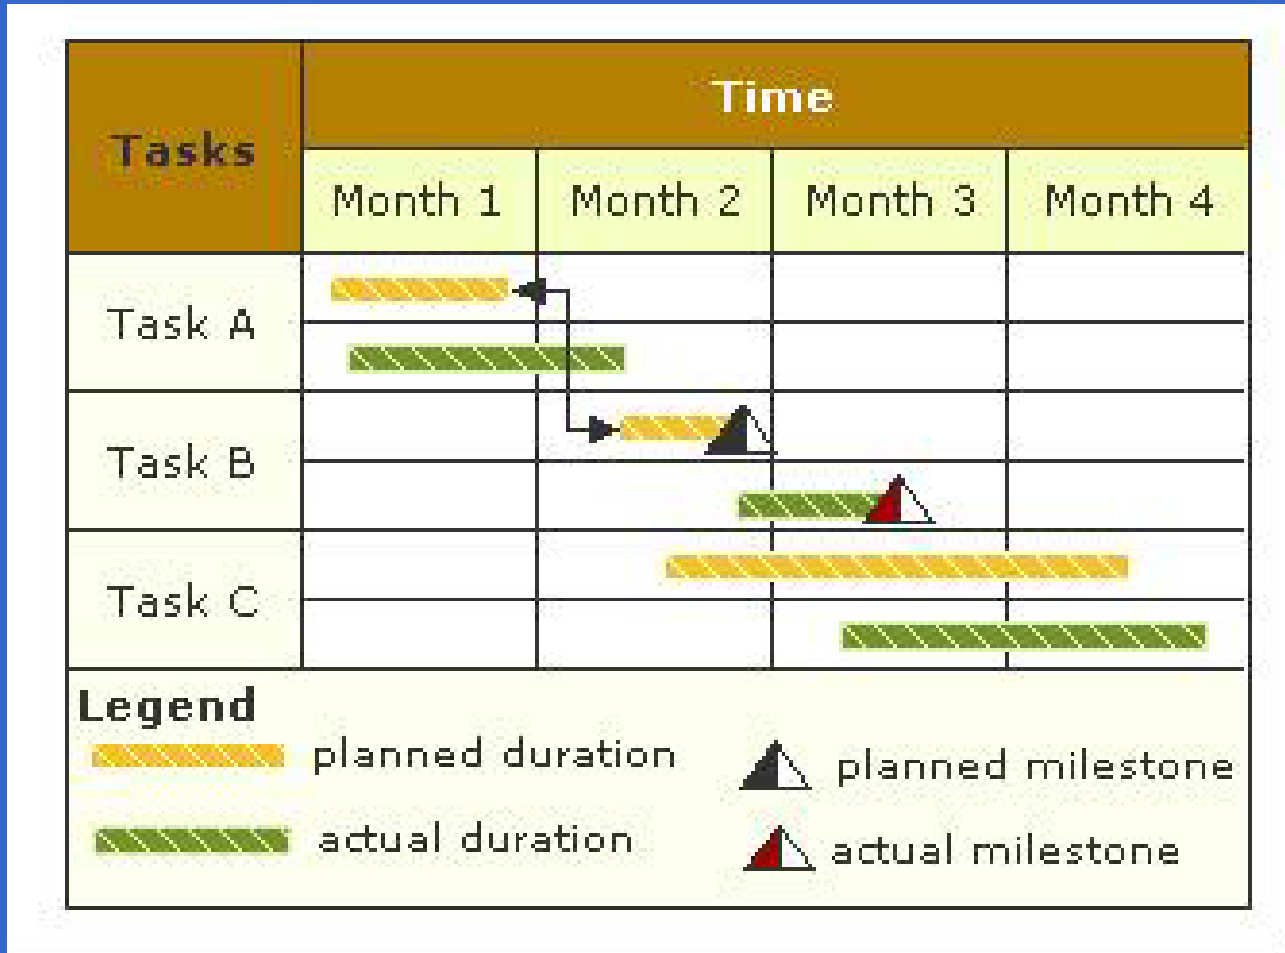 Time
Tasks
Month 1 Month 2 Month 3 Month 4
Task A
Task B
Task C
Legend
planned duration planned milestone
actual duration actual milestone